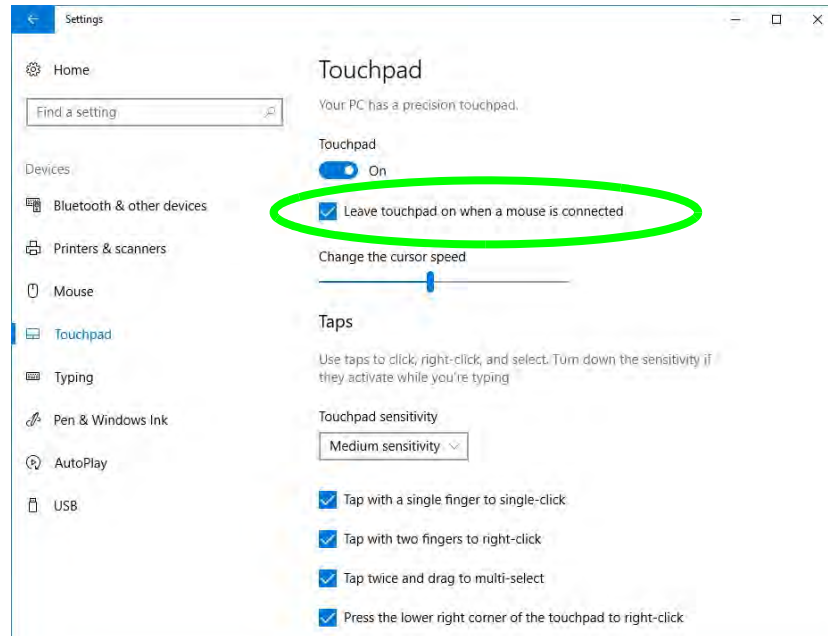 Settings
Home
Find a setting
Devices
Bluetooth & other devices
Printers & scanners
Mouse
Touchpad
Typing
Pen & Windows Ink
AutoPlay
USB
Touchpad
Your PC has a precision touchpad.
Touchpad
On
Leave touchpad on when a mouse is connected
Change the cursor speed
Taps
Use taps to click, right-click, and select. Turn down the sensitivity if
they activate while you're typing
Touchpad sensitivity
Medium sensitivity
Tap with a single finger to single-click
Tap with two fingers to right-click
Tap twice and drag to multi-select
Press the lower right corner of the touchpad to right-click